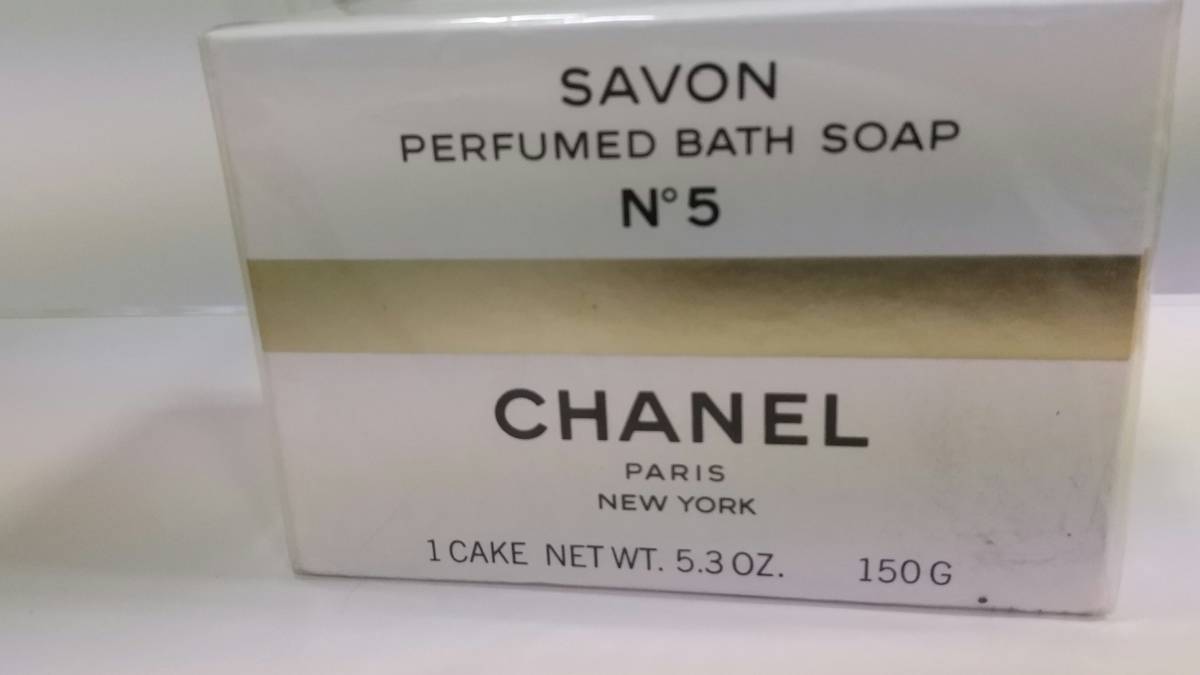 SAVON
PERFUMED BATH SOAP
N°5
CHANEL
PARIS
NEW YORK
1 CAKE NET WT. 5.3 OZ. 150 G